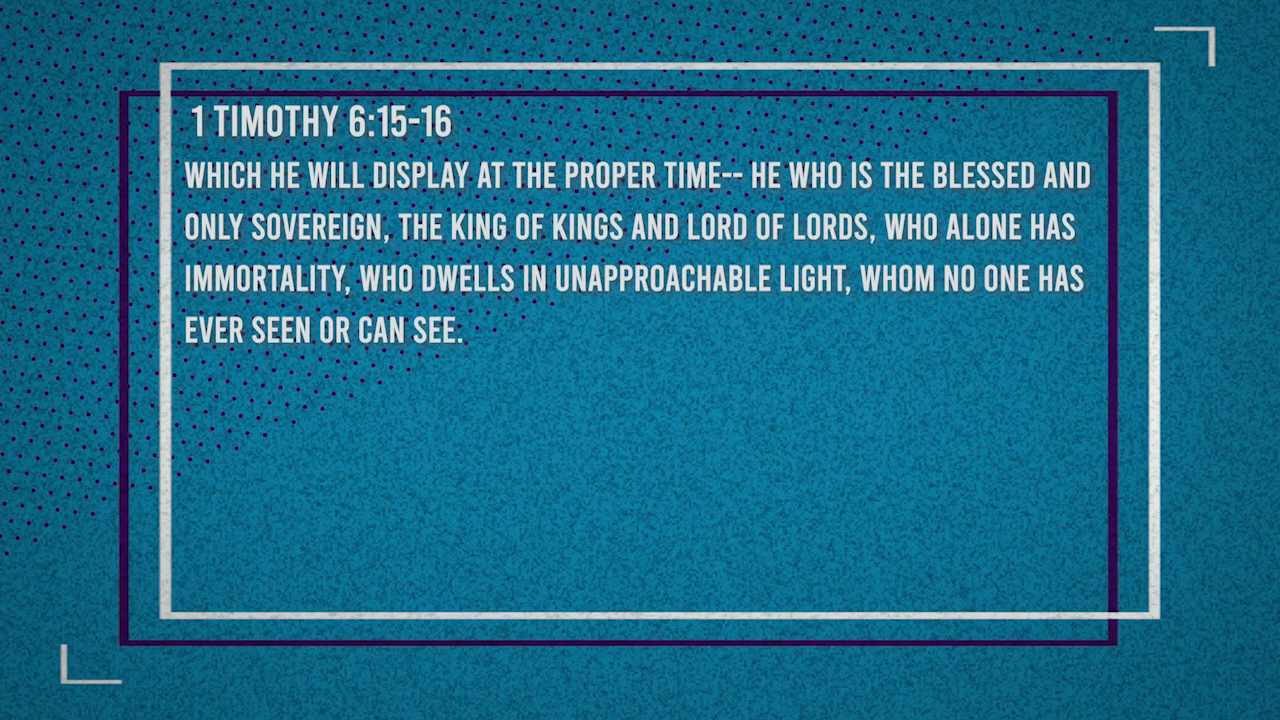 1 TIMOTHY 6:15-16
WHICH HE WILL DISPLAY AT THE PROPER TIME-- HE WHO IS THE BLESSED AND
ONLY SOVEREIGN, THE KING OF KINGS AND LORD OF LORDS, WHO ALONE HAS
IMMORTALITY, WHO DWELLS IN UNAPPROACHABLE LIGHT, WHOM NO ONE HAS
EVER SEEN OR CAN SEE.